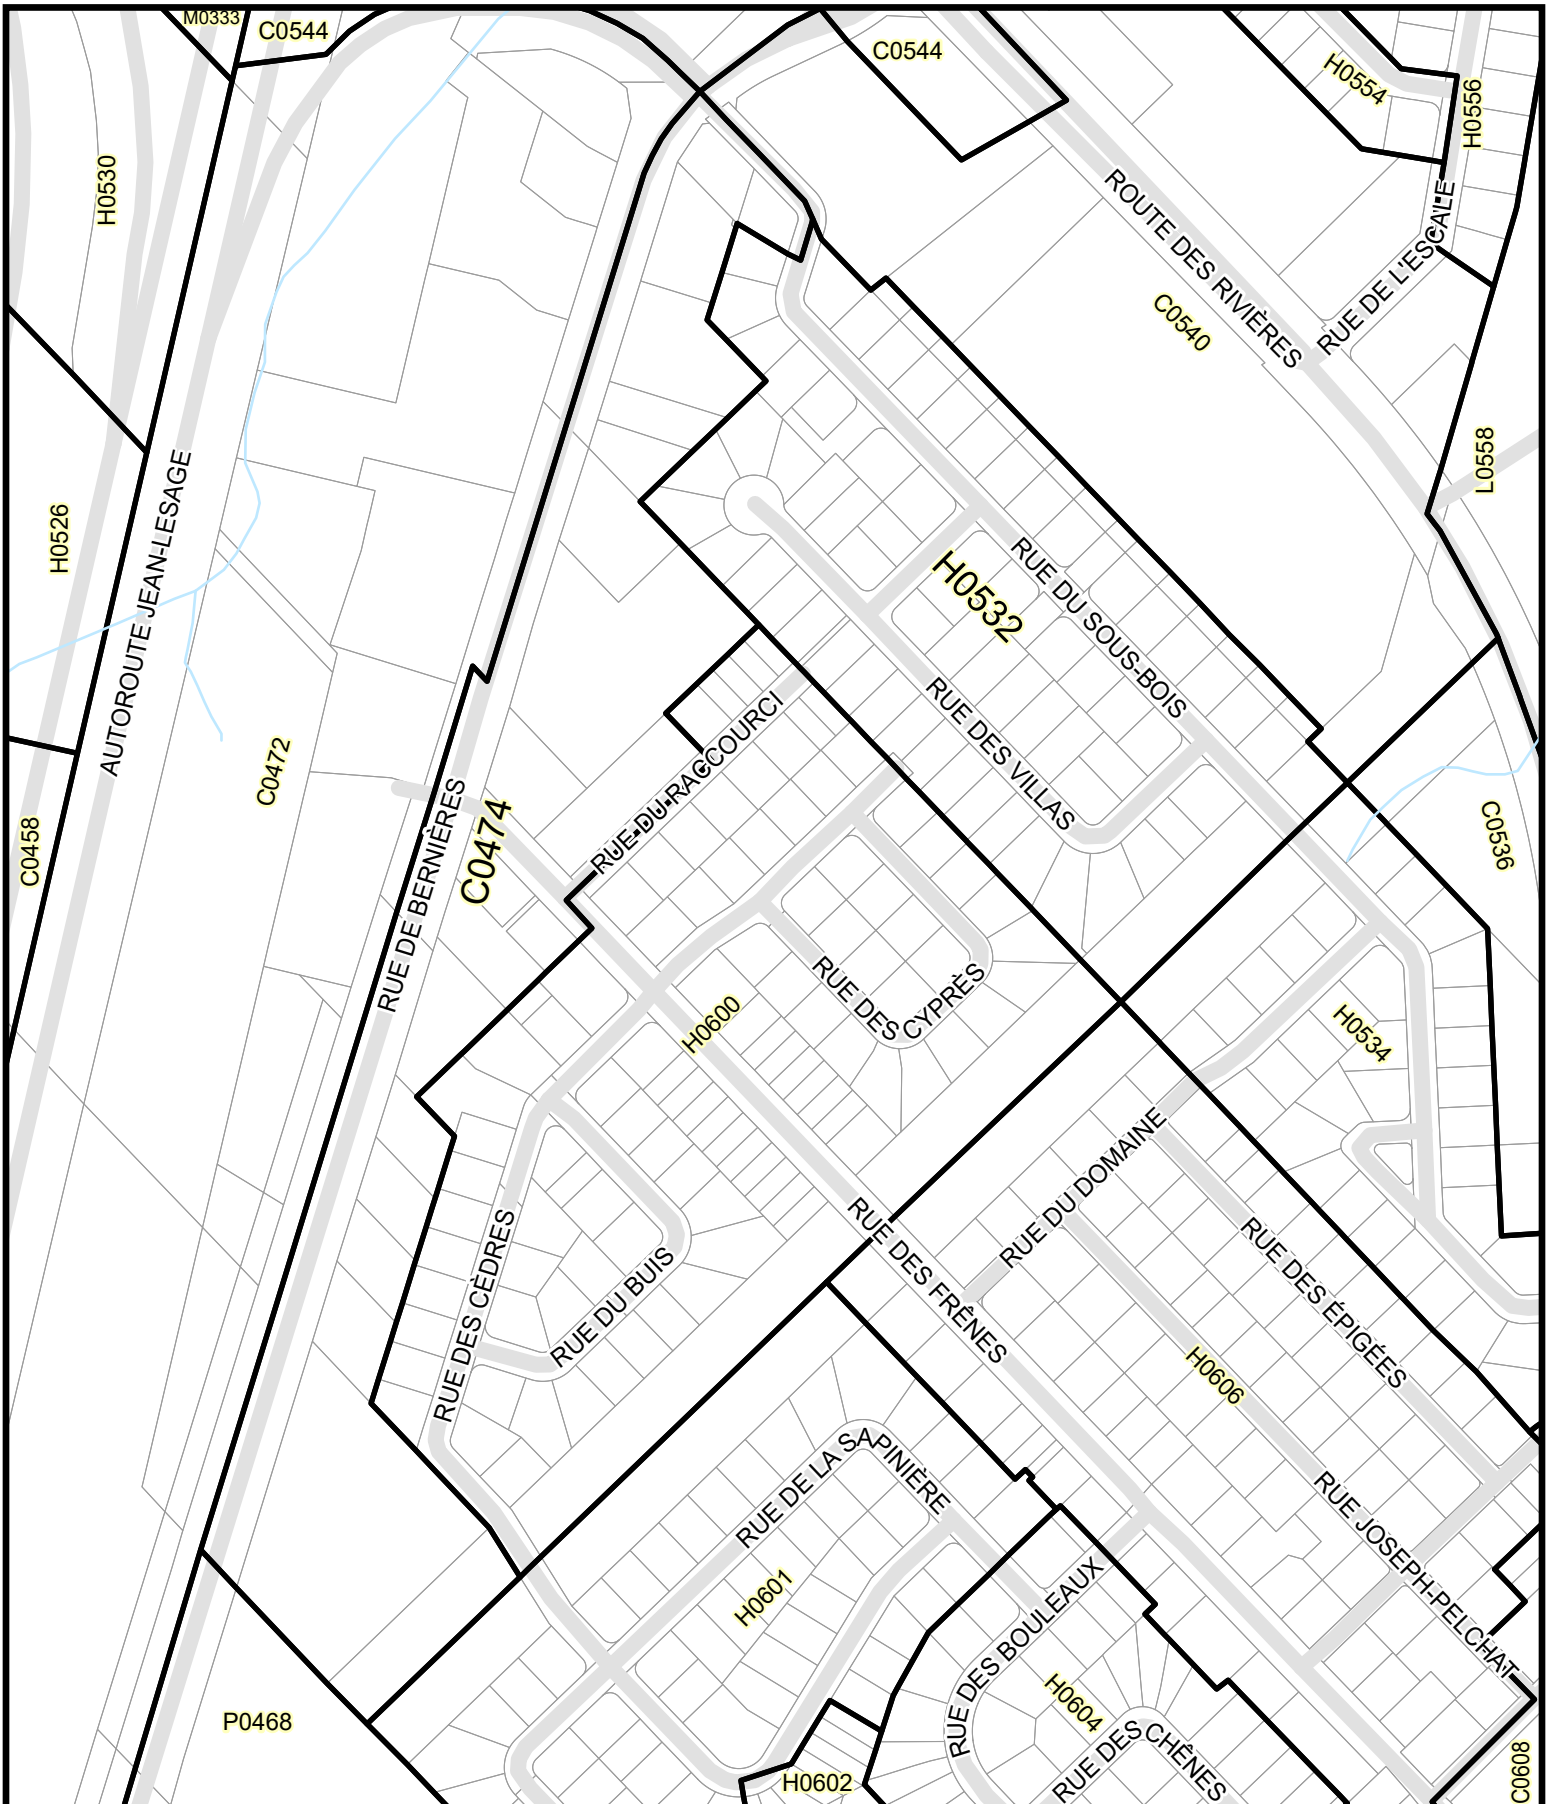 M0333
C0544
C0544
H0554
H0556
H0530
ROUTE DES RIVIÈRES
RUE DE L'ESCALE
C0540
L0558
H0526
AUTOROUTE JEAN-LESAGE
H0532
RUE DU SOUS-BOIS
RUE DES VILLAS
RUE DU RACCOURCI
C0472
C0474
RUE DE BERNIÈRES
C0458
C0536
RUE DES CYPRÈS
H0600
H0534
RUE DU DOMAINE
RUE DES CÈDRES
RUE DU BUIS
RUE DES FRÊNES
RUE DES ÉPIGÉES
H0606
RUE DE LA SAPINIÈRE
RUE JOSEPH-PELCHAT
H0601
RUE DES BOULEAUX
H0604
RUE DES CHÊNES
P0468
H0602
C0608